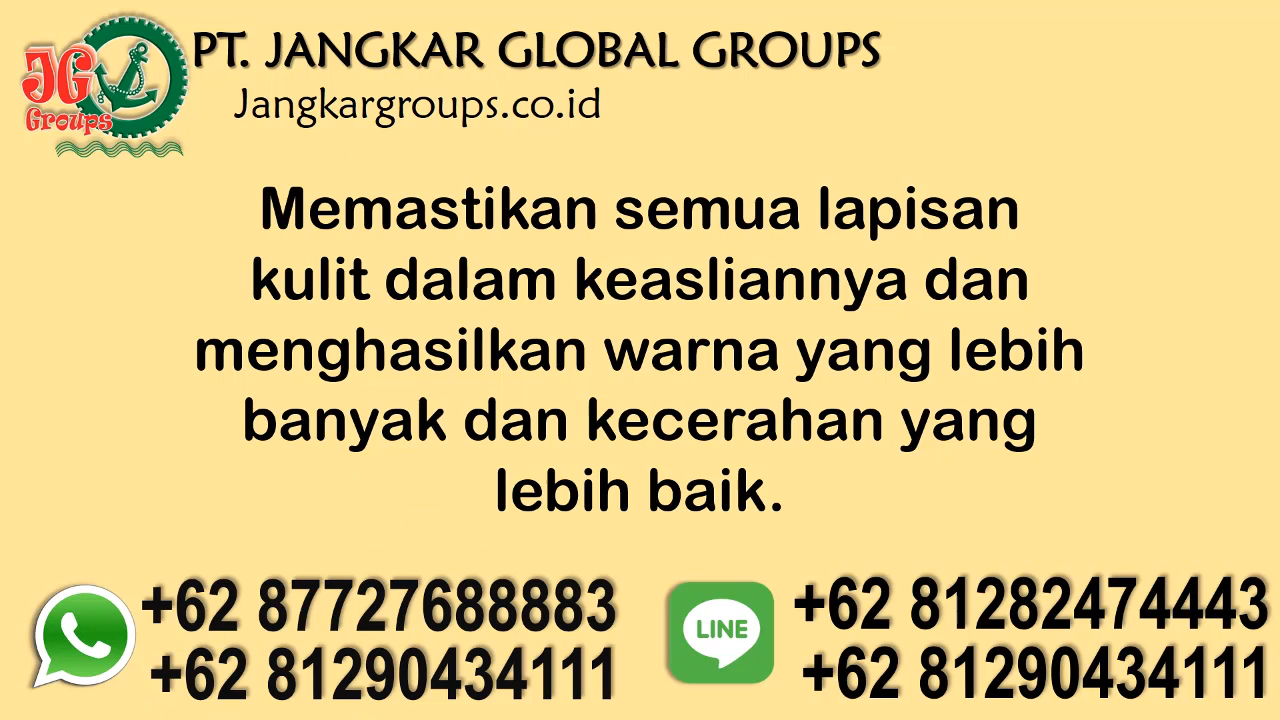 JG
Groups
PT. JANGKAR GLOBAL GROUPS
Jangkargroups.co.id
Memastikan semua lapisan
kulit dalam keasliannya dan
menghasilkan warna yang lebih
banyak dan kecerahan yang
lebih baik.
+62 87727688883
+62 81290434111
LINE
+62 81282474443
+62 81290434111